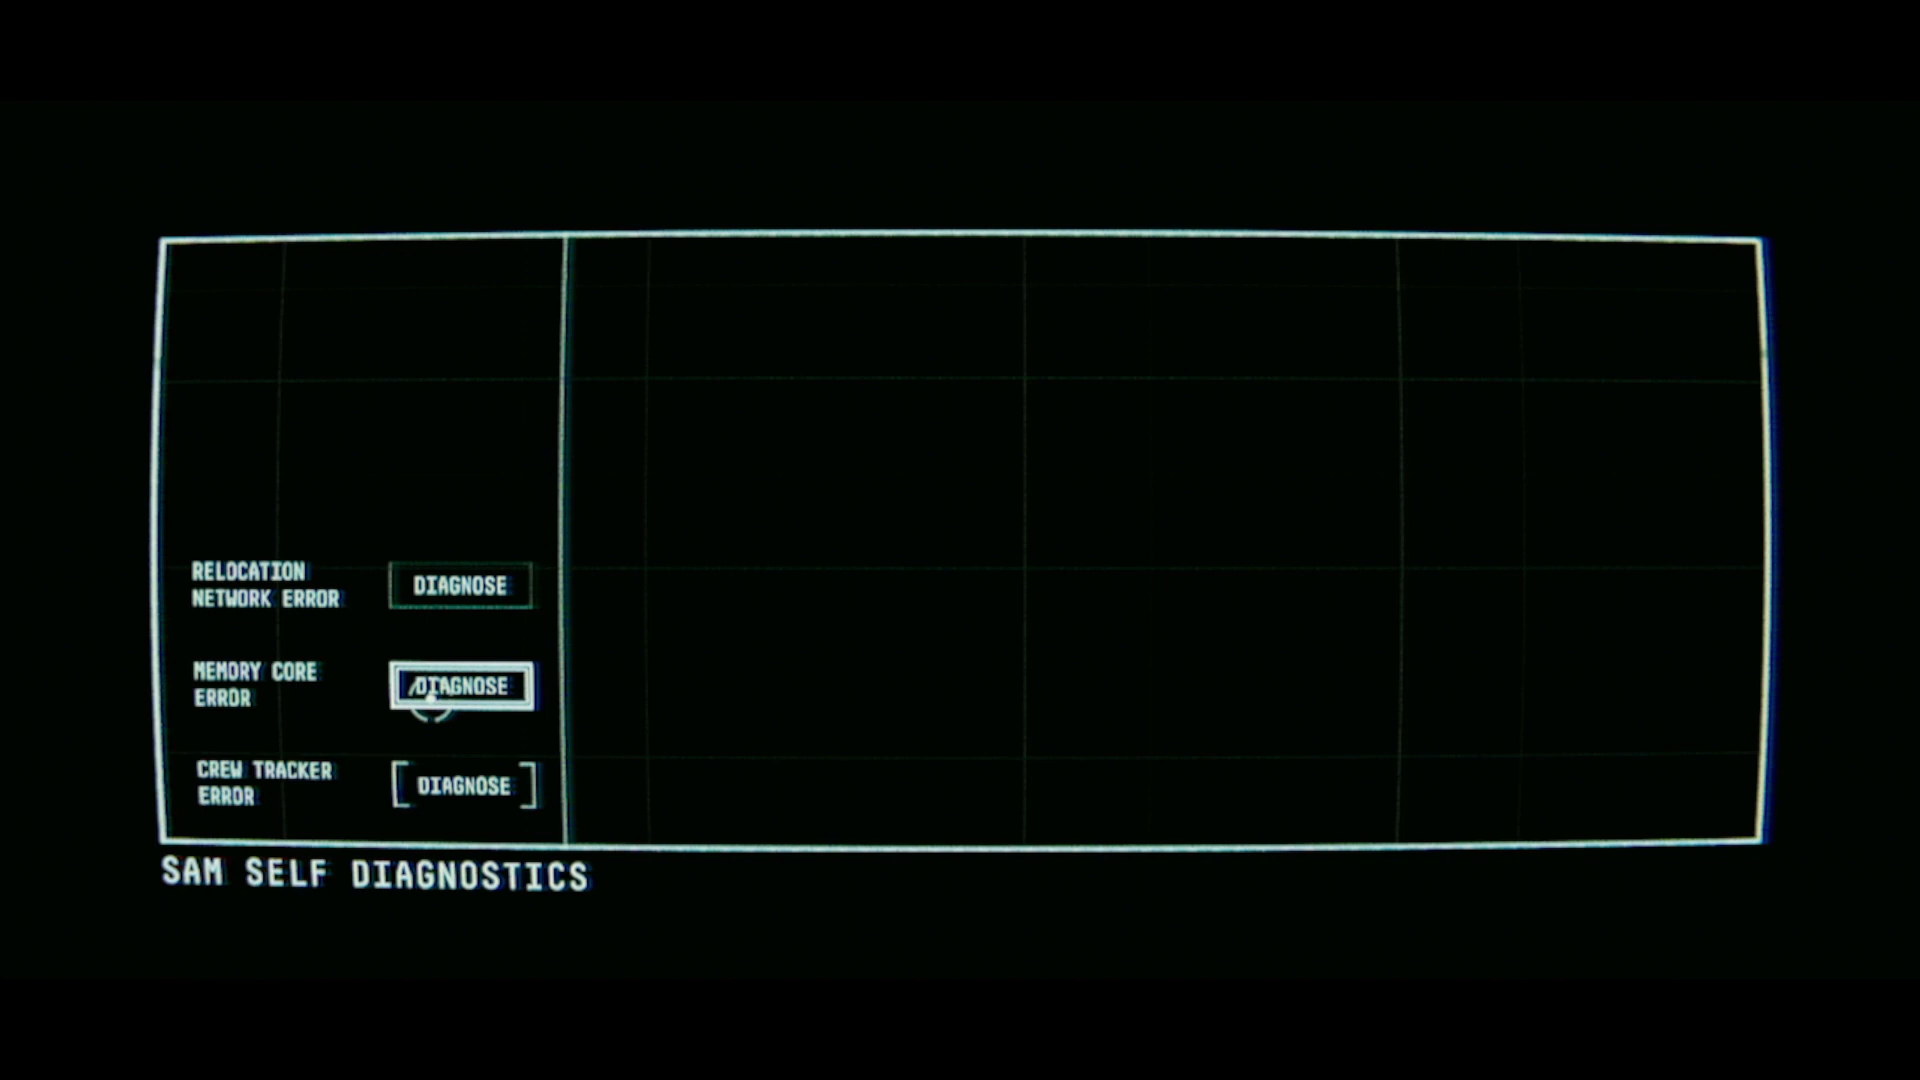 RELOCATION
NETWORK ERROR
DIAGNOSE
MEMORY CORE
ERROR
DIAGNOSE
CREW TRACKER
ERROR
DIAGNOSE
SAM SELF DIAGNOSTICS